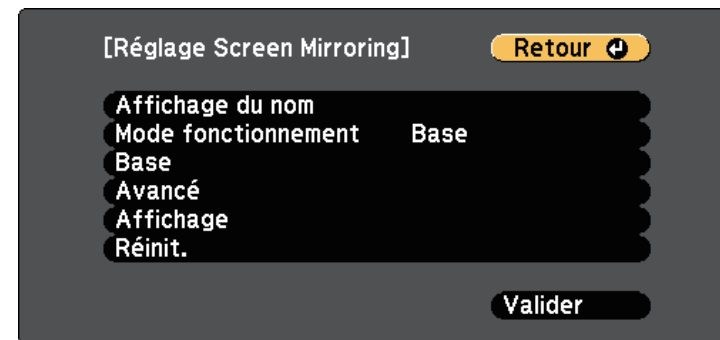 [Réglage Screen Mirroring] Retour
Affichage du nom
Mode fonctionnement Base
Base
Avancé
Affichage
Réinit.
Valider